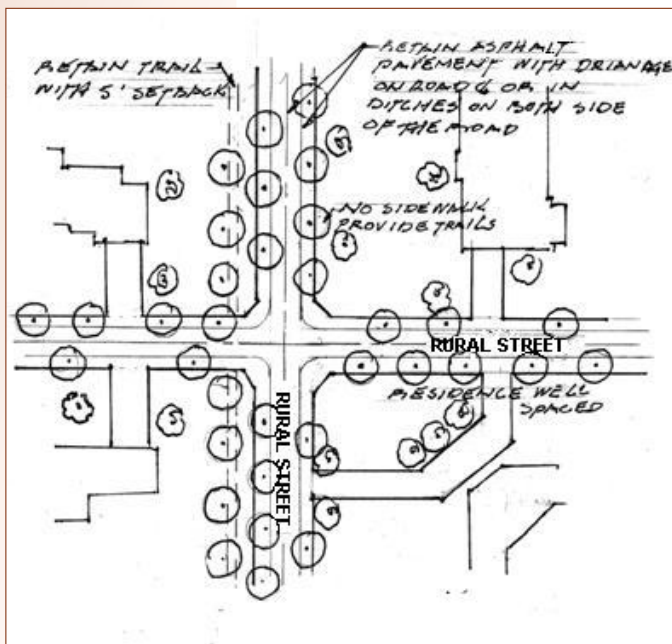 RETAIN TRAIL
WITH 5' SETBACK
RETAIN ASPHALT
PAVEMENT WITH DRIANAGE
ON ROAD ℄ OR IN
DITCHES ON BOTH SIDE
OF THE ROAD
NO SIDEWALK
PROVIDE TRAILS
RURAL STREET
RESIDENCE WELL
SPACED
RURAL STREET